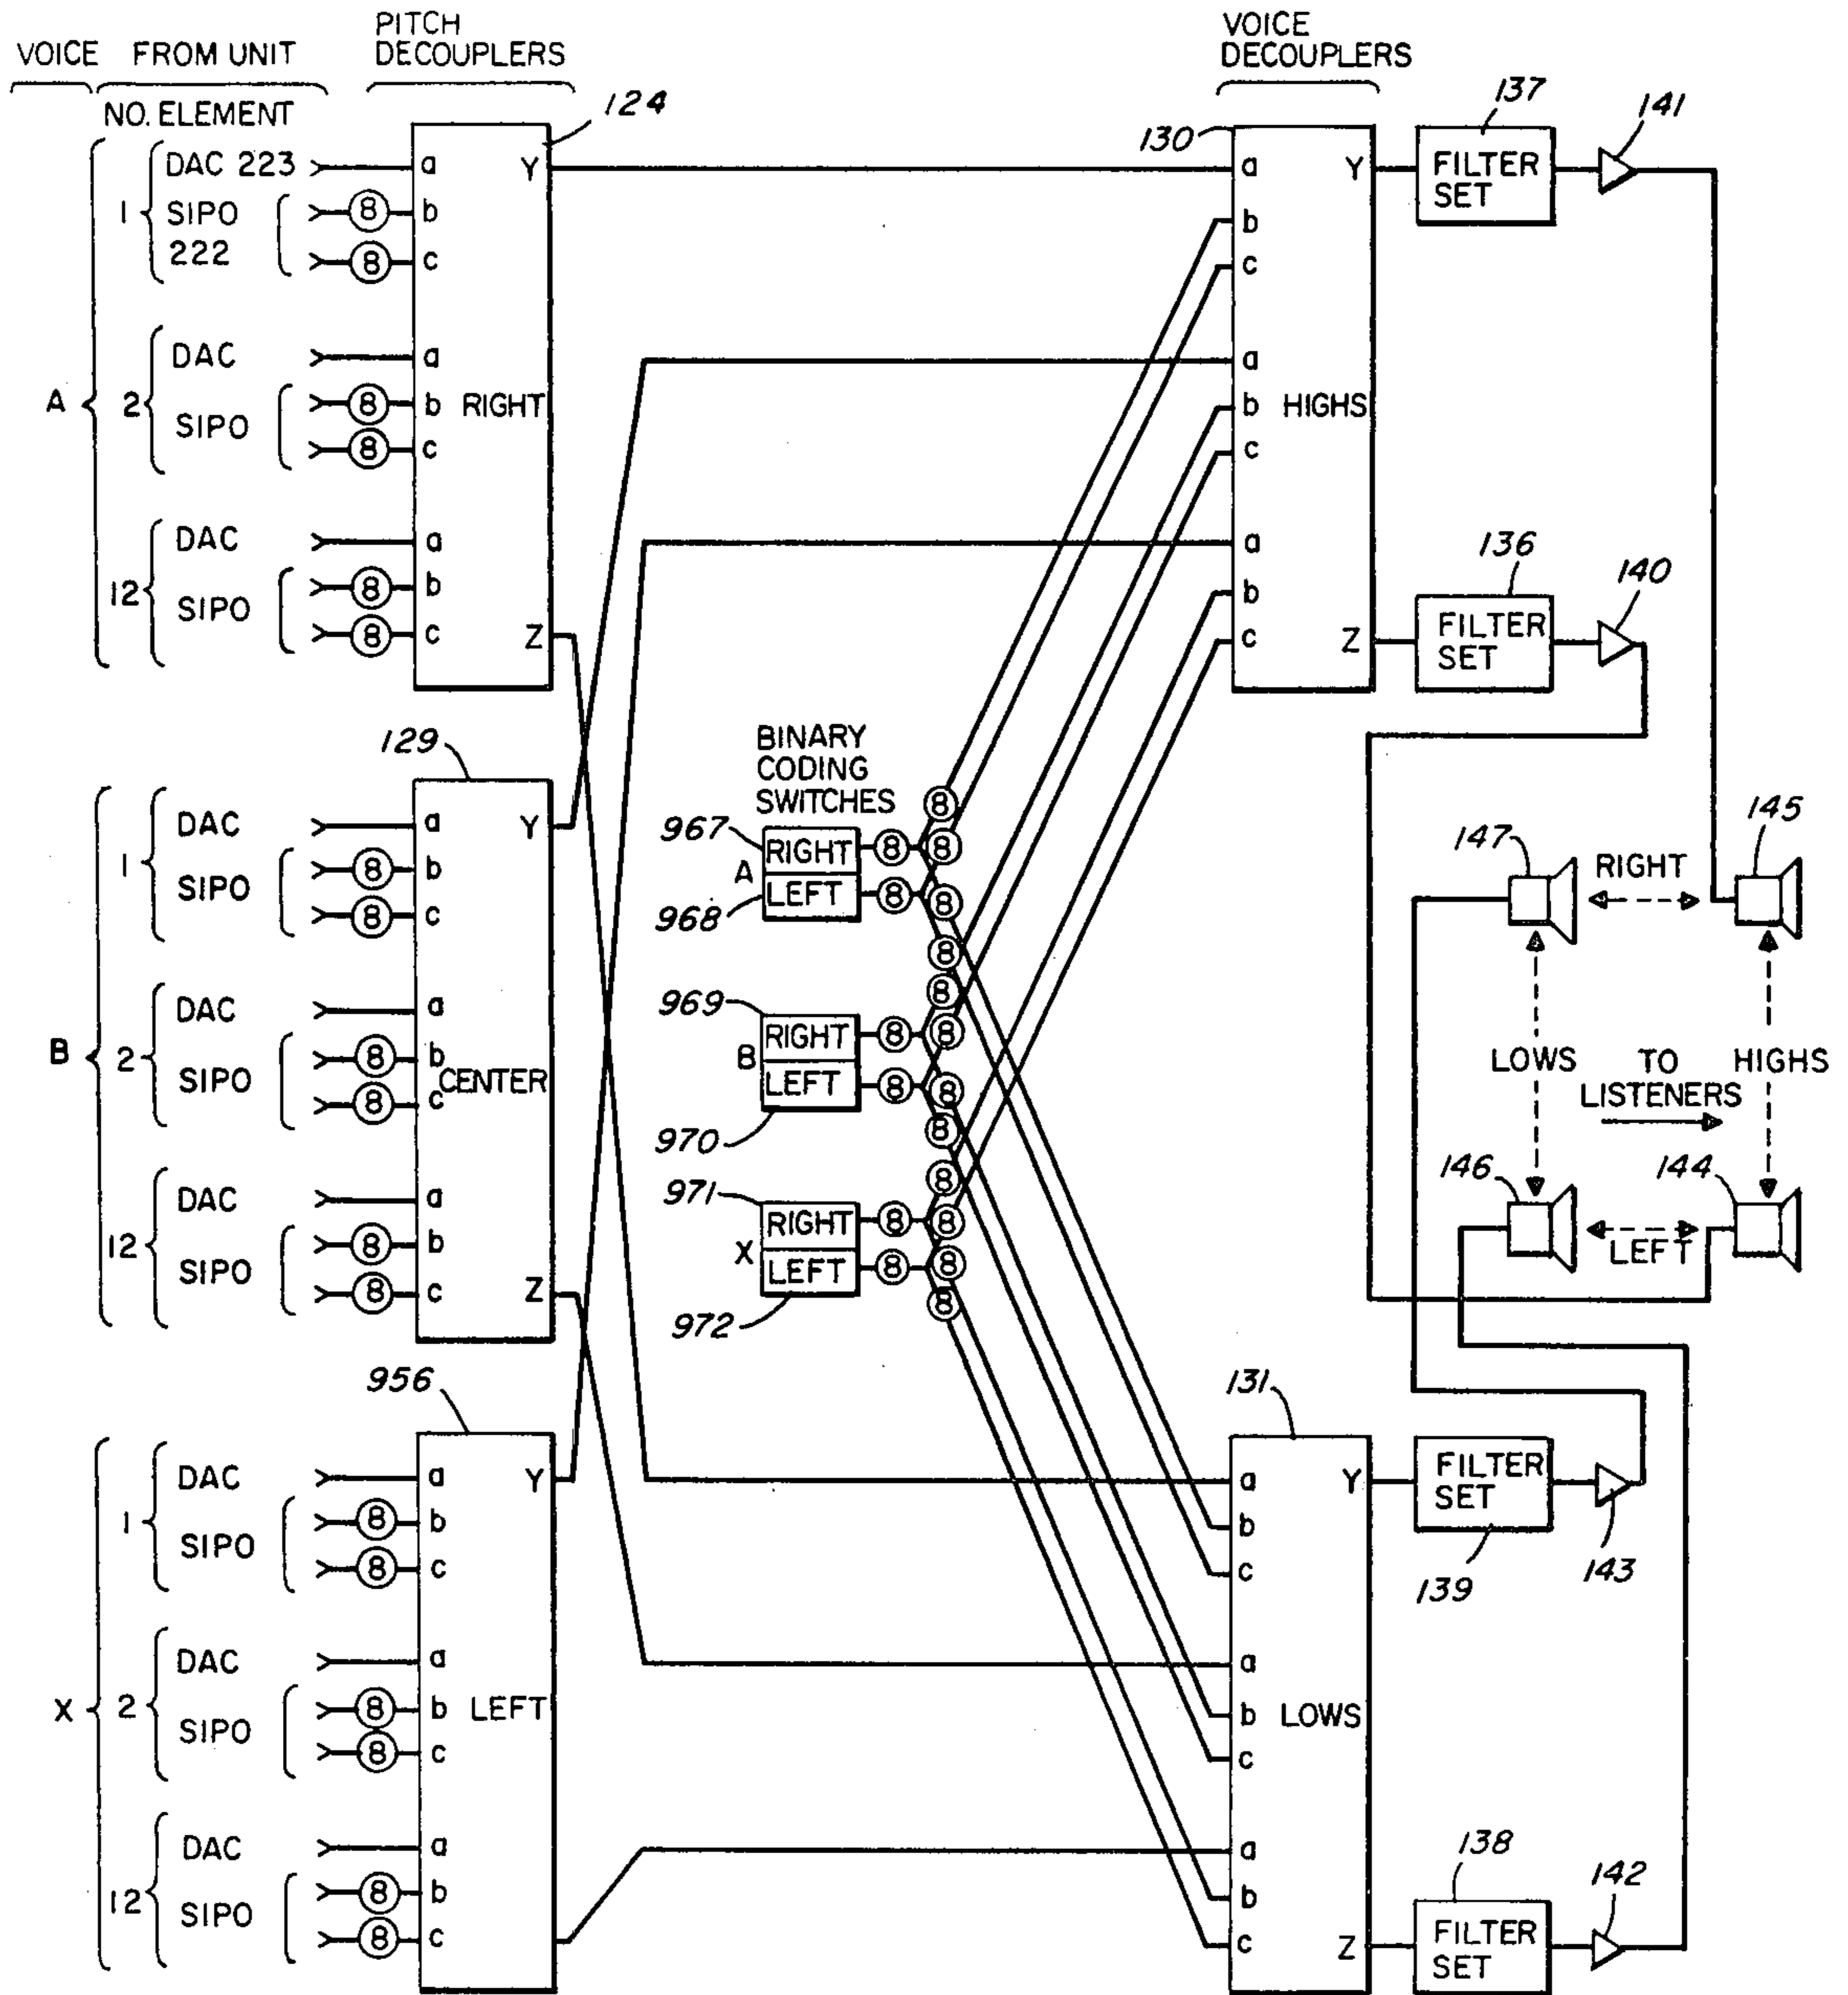 VOICE
FROM UNIT
PITCH
DECOUPLERS
VOICE
DECOUPLERS
NO. ELEMENT
124
130
137
141
A
1
DAC 223
SIPO
222
8
8
a
b
c
Y
2
DAC
SIPO
8
8
a
b
c
RIGHT
12
DAC
SIPO
8
8
a
b
c
Z
a
b
c
Y
a
b
c
HIGHS
a
b
c
Z
FILTER
SET
136
FILTER
SET
140
129
B
1
DAC
SIPO
8
8
a
b
c
Y
2
DAC
SIPO
8
8
a
b
c
CENTER
12
DAC
SIPO
8
8
a
b
c
Z
BINARY
CODING
SWITCHES
967
RIGHT
A
LEFT
968
8
8
8
8
8
8
969
RIGHT
B
LEFT
970
8
8
8
8
8
8
971
RIGHT
X
LEFT
972
8
8
8
8
8
8
147
RIGHT
145
LOWS
TO
LISTENERS
HIGHS
146
LEFT
144
956
X
1
DAC
SIPO
8
8
a
b
c
Y
2
DAC
SIPO
8
8
a
b
c
LEFT
12
DAC
SIPO
8
8
a
b
c
131
a
b
c
Y
a
b
c
LOWS
a
b
c
Z
FILTER
SET
139
143
138
FILTER
SET
142